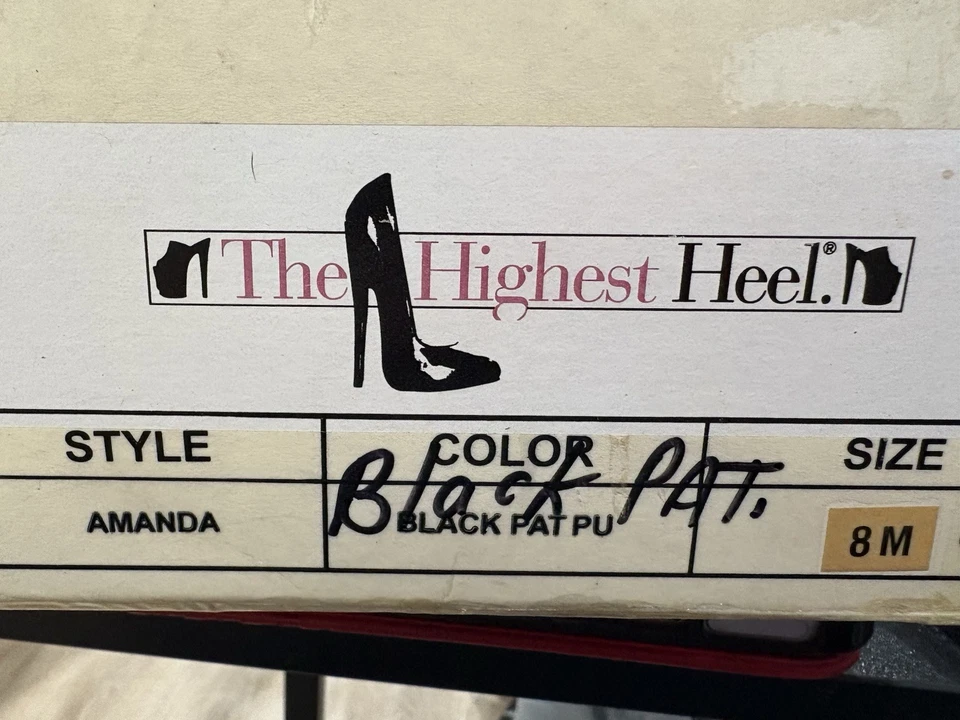 The Highest Heel.®
STYLE COLOR SIZE
Black PAT.
AMANDA BLACK PAT PU 8 M